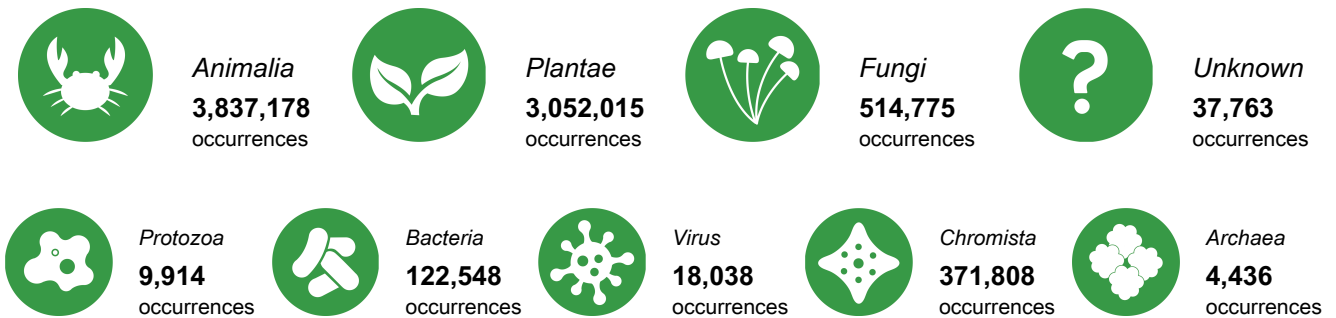 Animalia
3,837,178
occurrences
Plantae
3,052,015
occurrences
Fungi
514,775
occurrences
?
Unknown
37,763
occurrences
Protozoa
9,914
occurrences
Bacteria
122,548
occurrences
Virus
18,038
occurrences
Chromista
371,808
occurrences
Archaea
4,436
occurrences